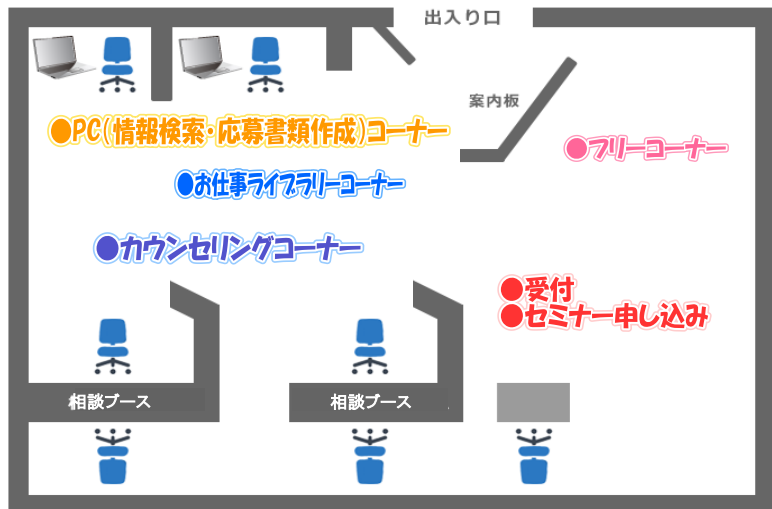 出入り口
案内板
●PC(情報検索・応募書類作成)コーナー
●フリーコーナー
●お仕事ライブラリーコーナー
●カウンセリングコーナー
●受付
●セミナー申し込み
相談ブース
相談ブース